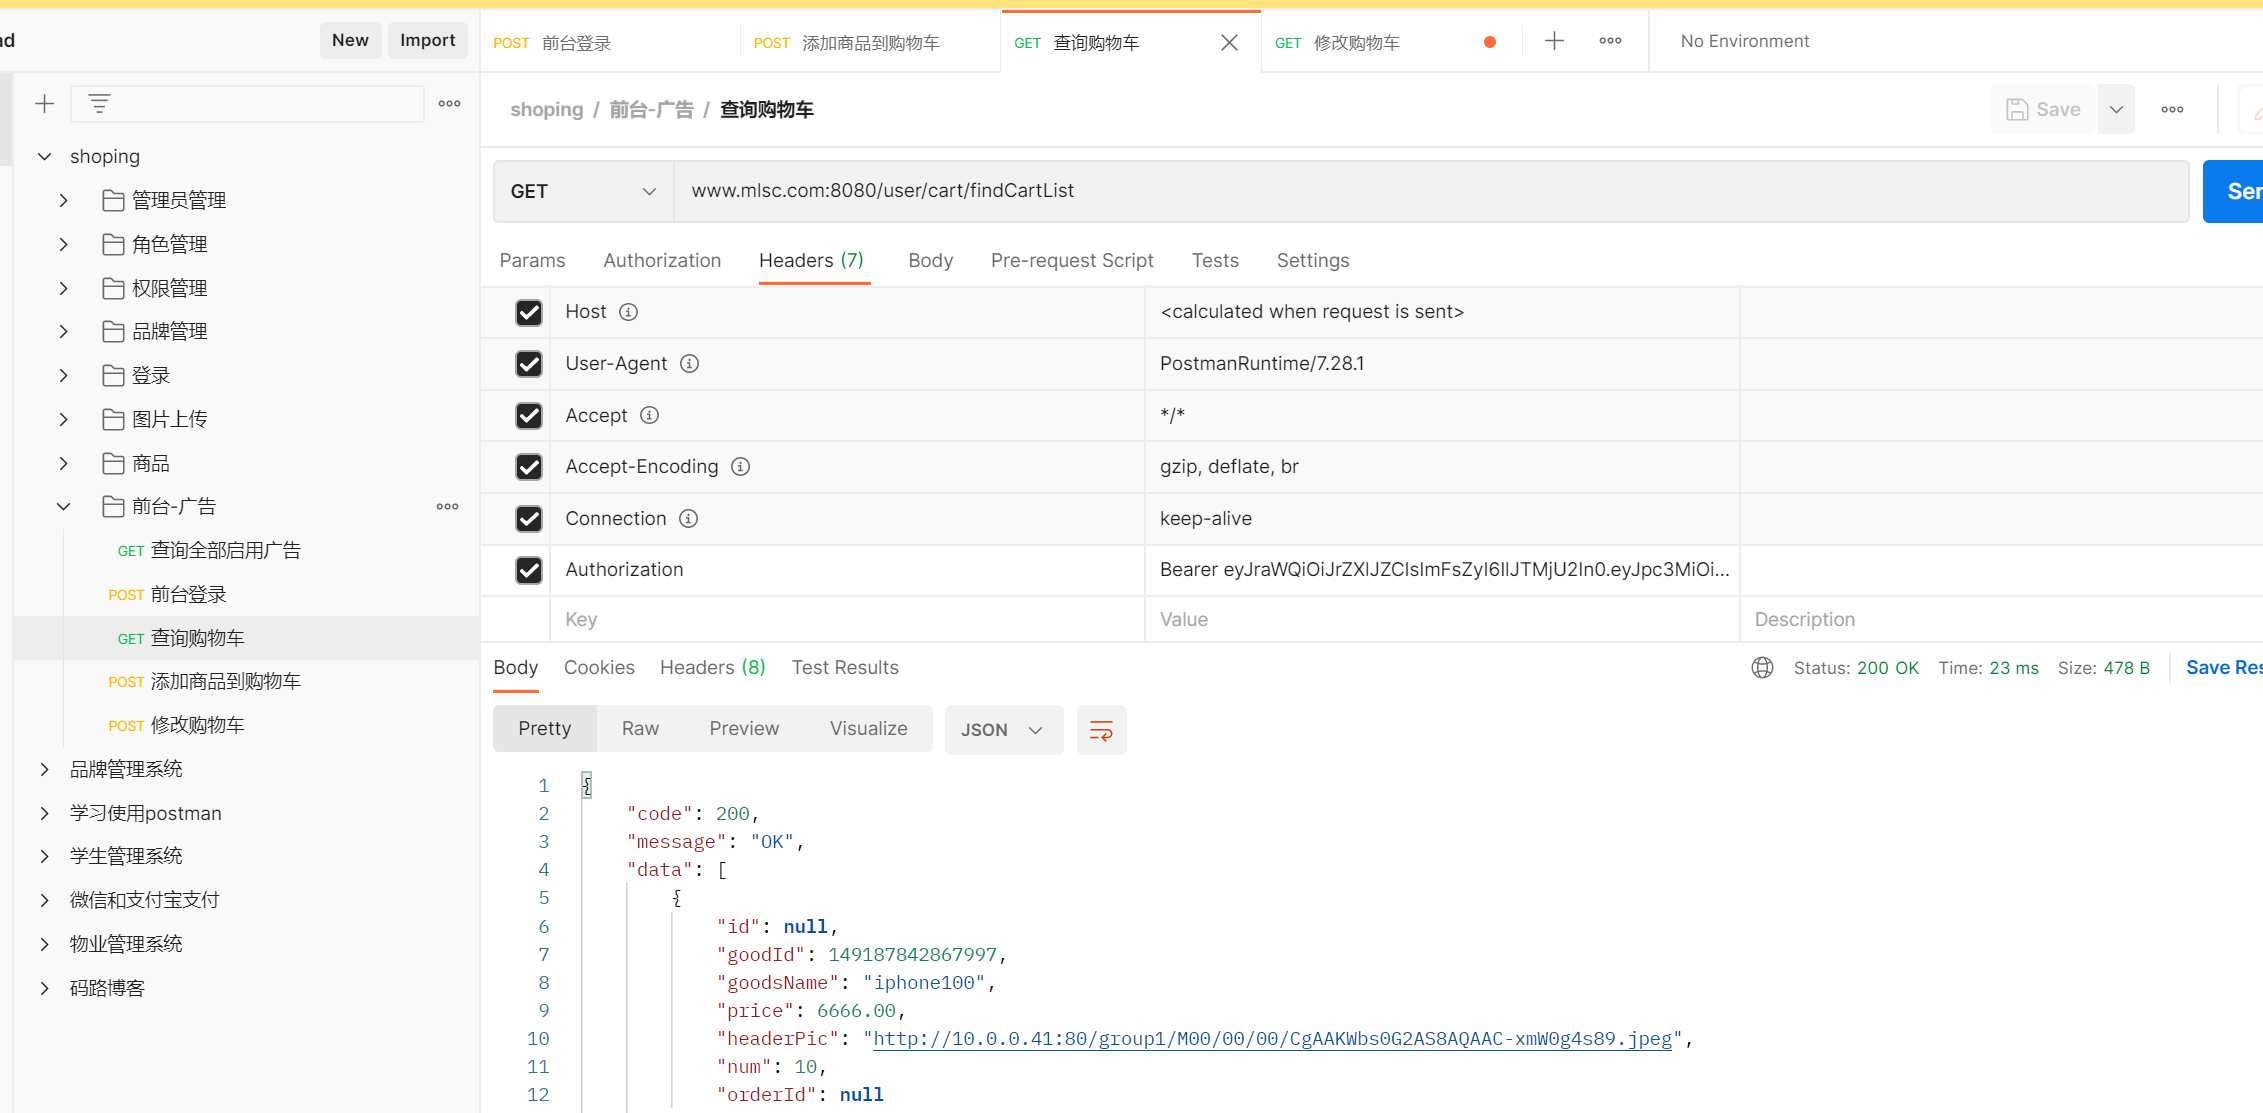 ad
New Import
POST 前台登录
POST 添加商品到购物车
GET 查询购物车
GET 修改购物车
No Environment
shoping / 前台-广告 / 查询购物车
Save
shoping
管理员管理
角色管理
权限管理
品牌管理
登录
图片上传
商品
前台-广告
GET 查询全部启用广告
POST 前台登录
GET 查询购物车
POST 添加商品到购物车
POST 修改购物车
品牌管理系统
学习使用postman
学生管理系统
微信和支付宝支付
物业管理系统
码路博客
GET www.mlsc.com:8080/user/cart/findCartList
Sen
Params Authorization Headers (7) Body Pre-request Script Tests Settings
Host <calculated when request is sent>
User-Agent PostmanRuntime/7.28.1
Accept */*
Accept-Encoding gzip, deflate, br
Connection keep-alive
Authorization Bearer eyJraWQiOiJrZXlJZCIsImFsZyI6IlJTMjU2In0.eyJpc3MiOi...
Key Value Description
Body Cookies Headers (8) Test Results
Status: 200 OK Time: 23 ms Size: 478 B Save Res
Pretty Raw Preview Visualize JSON
1 {
2 "code": 200,
3 "message": "OK",
4 "data": [
5 {
6 "id": null,
7 "goodId": 149187842867997,
8 "goodsName": "iphone100",
9 "price": 6666.00,
10 "headerPic": "http://10.0.0.41:80/group1/M00/00/00/CgAAKWbs0G2AS8AQAAC-xmW0g4s89.jpeg",
11 "num": 10,
12 "orderId": null